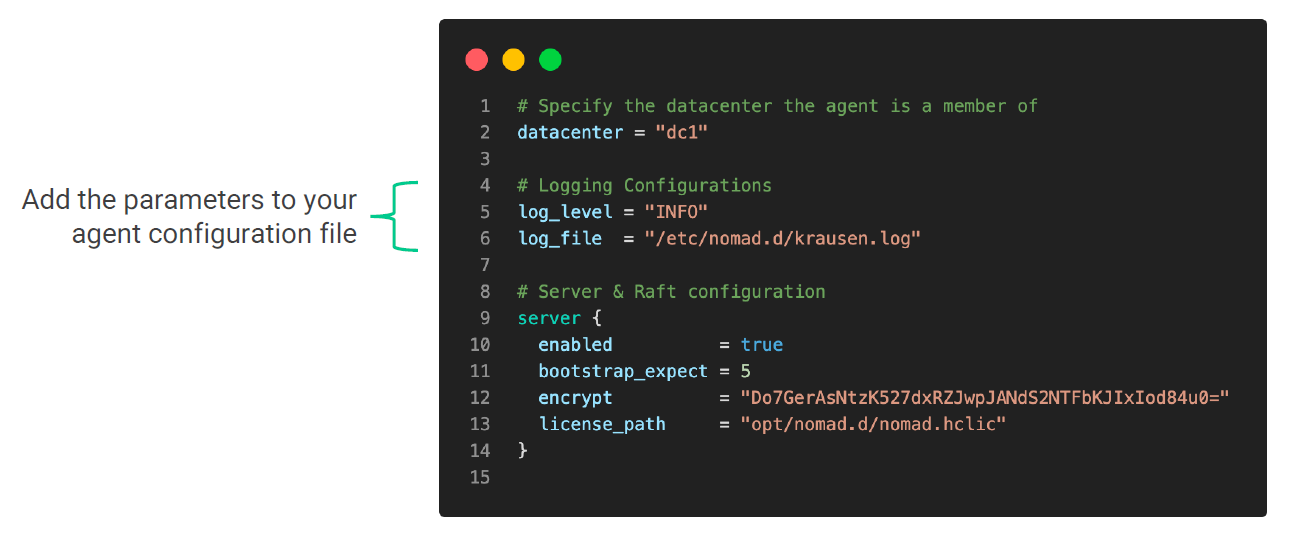 Add the parameters to your
agent configuration file
1 # Specify the datacenter the agent is a member of
2 datacenter = "dc1"
3
4 # Logging Configurations
5 log_level = "INFO"
6 log_file  = "/etc/nomad.d/krausen.log"
7
8 # Server & Raft configuration
9 server {
10   enabled          = true
11   bootstrap_expect = 5
12   encrypt          = "Do7GerAsNtzK527dxRZJwpJANdS2NTFbKJIxIod84u0="
13   license_path     = "opt/nomad.d/nomad.hclic"
14 }
15